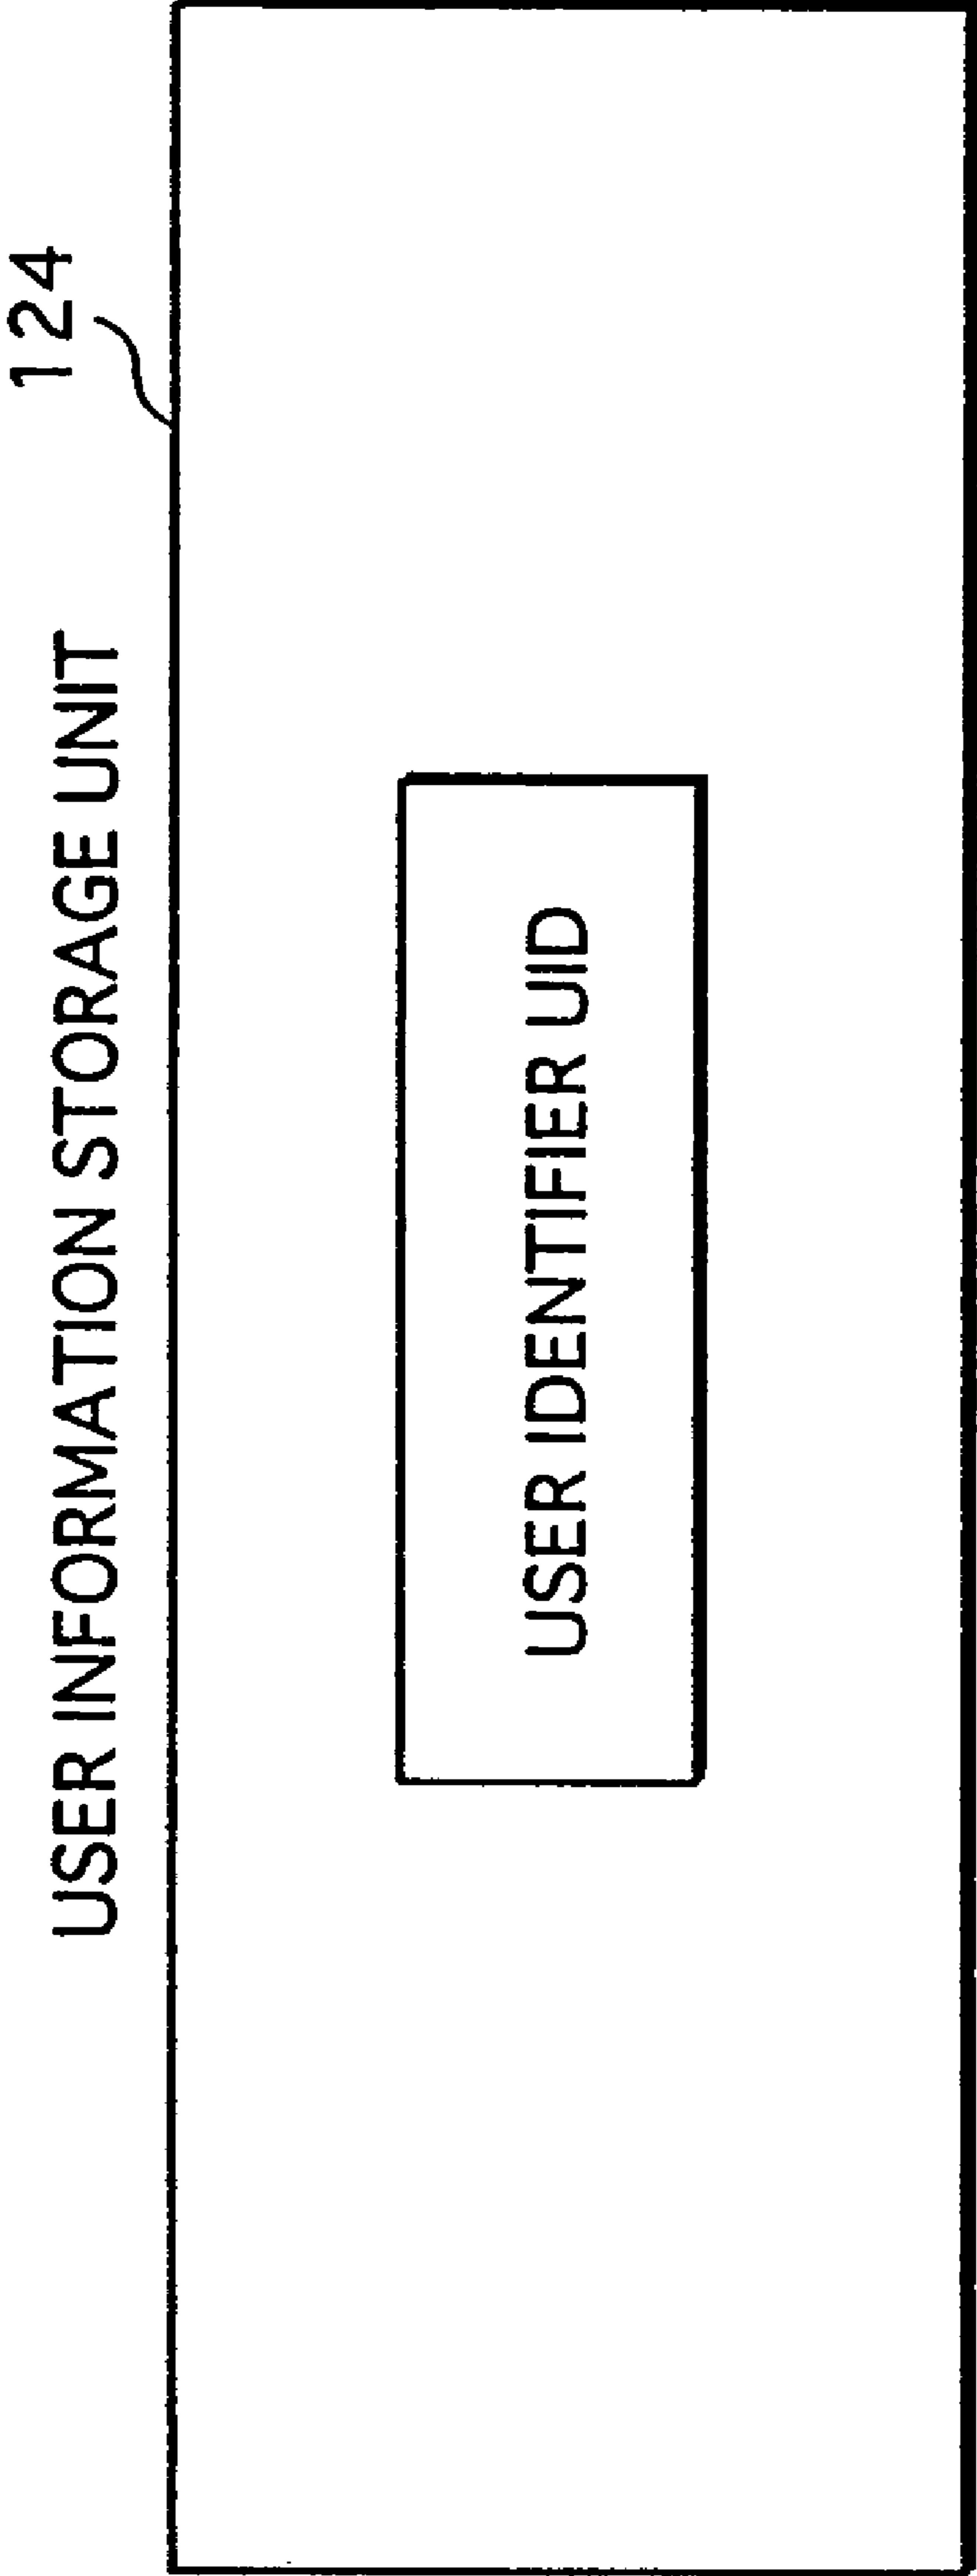 124
USER INFORMATION STORAGE UNIT
USER IDENTIFIER UID